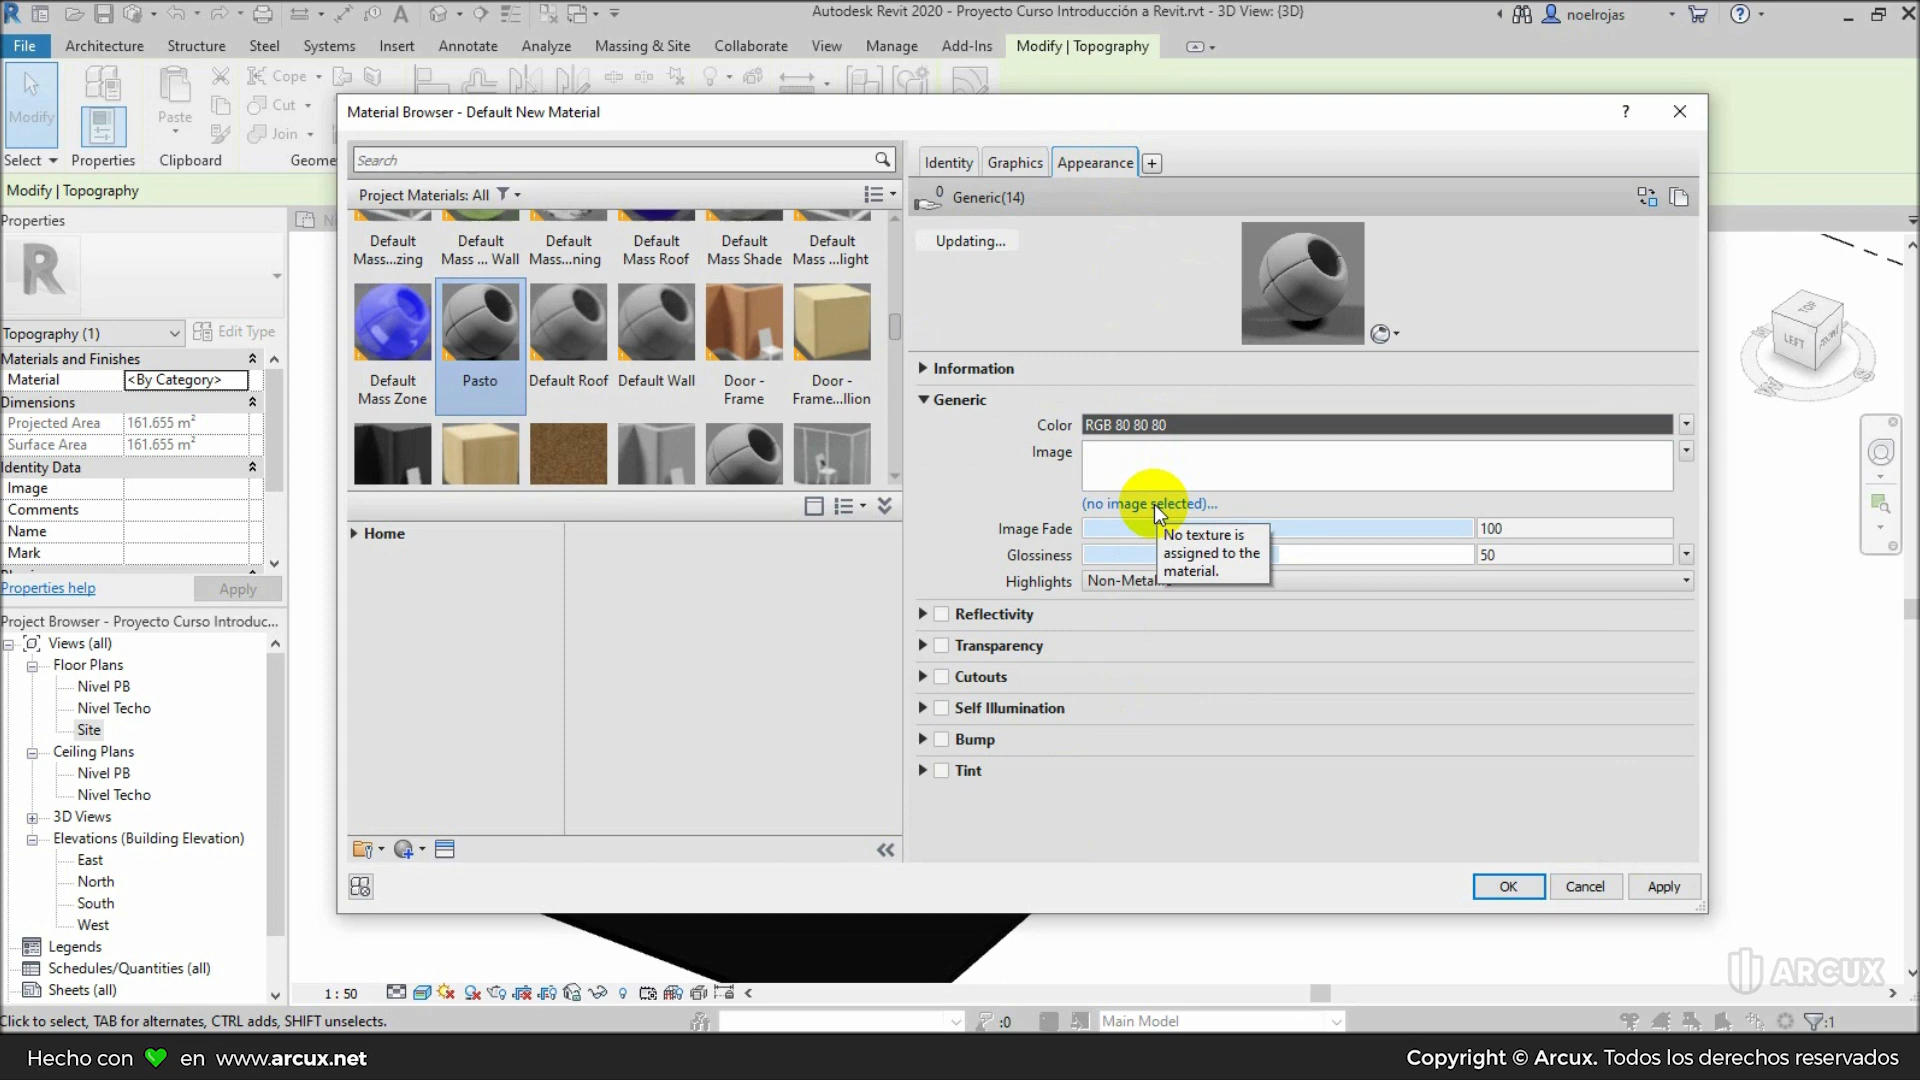 Autodesk Revit 2020 - Proyecto Curso Introducción a Revit.rvt - 3D View: {3D}
noelrojas
File Architecture Structure Steel Systems Insert Annotate Analyze Massing & Site Collaborate View Manage Add-Ins Modify | Topography
Cope
Modify
Cut
Paste
Join
Select Properties Clipboard Geome
Modify | Topography
Properties
Topography (1) Edit Type
Materials and Finishes
Material <By Category>
Dimensions
Projected Area 161.655 m²
Surface Area 161.655 m²
Identity Data
Image
Comments
Name
Mark
Properties help Apply
Project Browser - Proyecto Curso Introduc...
Views (all)
Floor Plans
Nivel PB
Nivel Techo
Site
Ceiling Plans
Nivel PB
Nivel Techo
3D Views
Elevations (Building Elevation)
East
North
South
West
Legends
Schedules/Quantities (all)
Sheets (all)
Material Browser - Default New Material
Search
Project Materials: All
Default Mass...zing
Default Mass ... Wall
Default Mass...ning
Default Mass Roof
Default Mass Shade
Default Mass ...light
Default Mass Zone
Pasto
Default Roof
Default Wall
Door - Frame
Door - Frame...llion
Home
Identity Graphics Appearance +
0
Generic(14)
Updating...
Information
Generic
Color RGB 80 80 80
Image
(no image selected)...
Image Fade 100
Glossiness 50
Highlights Non-Metal
No texture is
assigned to the
material.
Reflectivity
Transparency
Cutouts
Self Illumination
Bump
Tint
OK Cancel Apply
TOP
LEFT FRONT
ARCUX
1 : 50
Click to select, TAB for alternates, CTRL adds, SHIFT unselects.
:0
Main Model
:1
Hecho con en www.arcux.net
Copyright © Arcux. Todos los derechos reservados